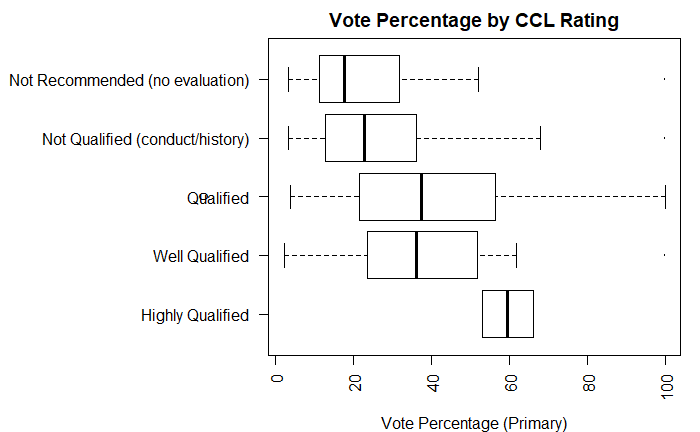 Vote Percentage by CCL Rating
Not Recommended (no evaluation)
Not Qualified (conduct/history)
Qualified
Well Qualified
Highly Qualified
0
20
40
60
80
100
Vote Percentage (Primary)